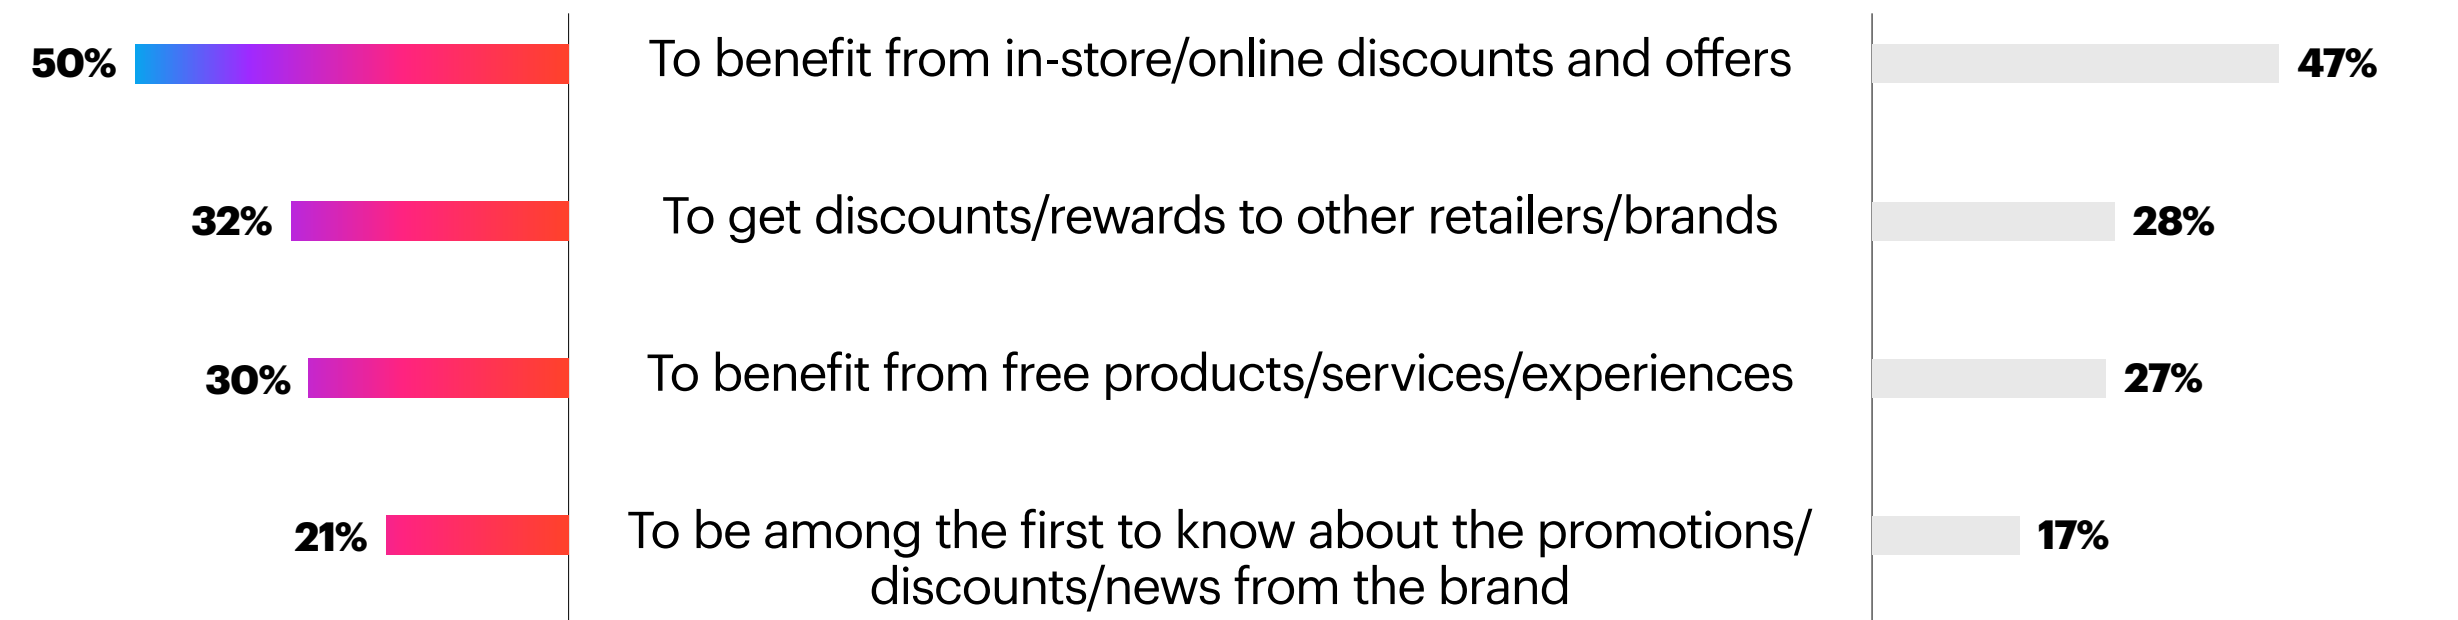 50% To benefit from in-store/online discounts and offers 47%
32% To get discounts/rewards to other retailers/brands 28%
30% To benefit from free products/services/experiences 27%
21% To be among the first to know about the promotions/ 17%
discounts/news from the brand